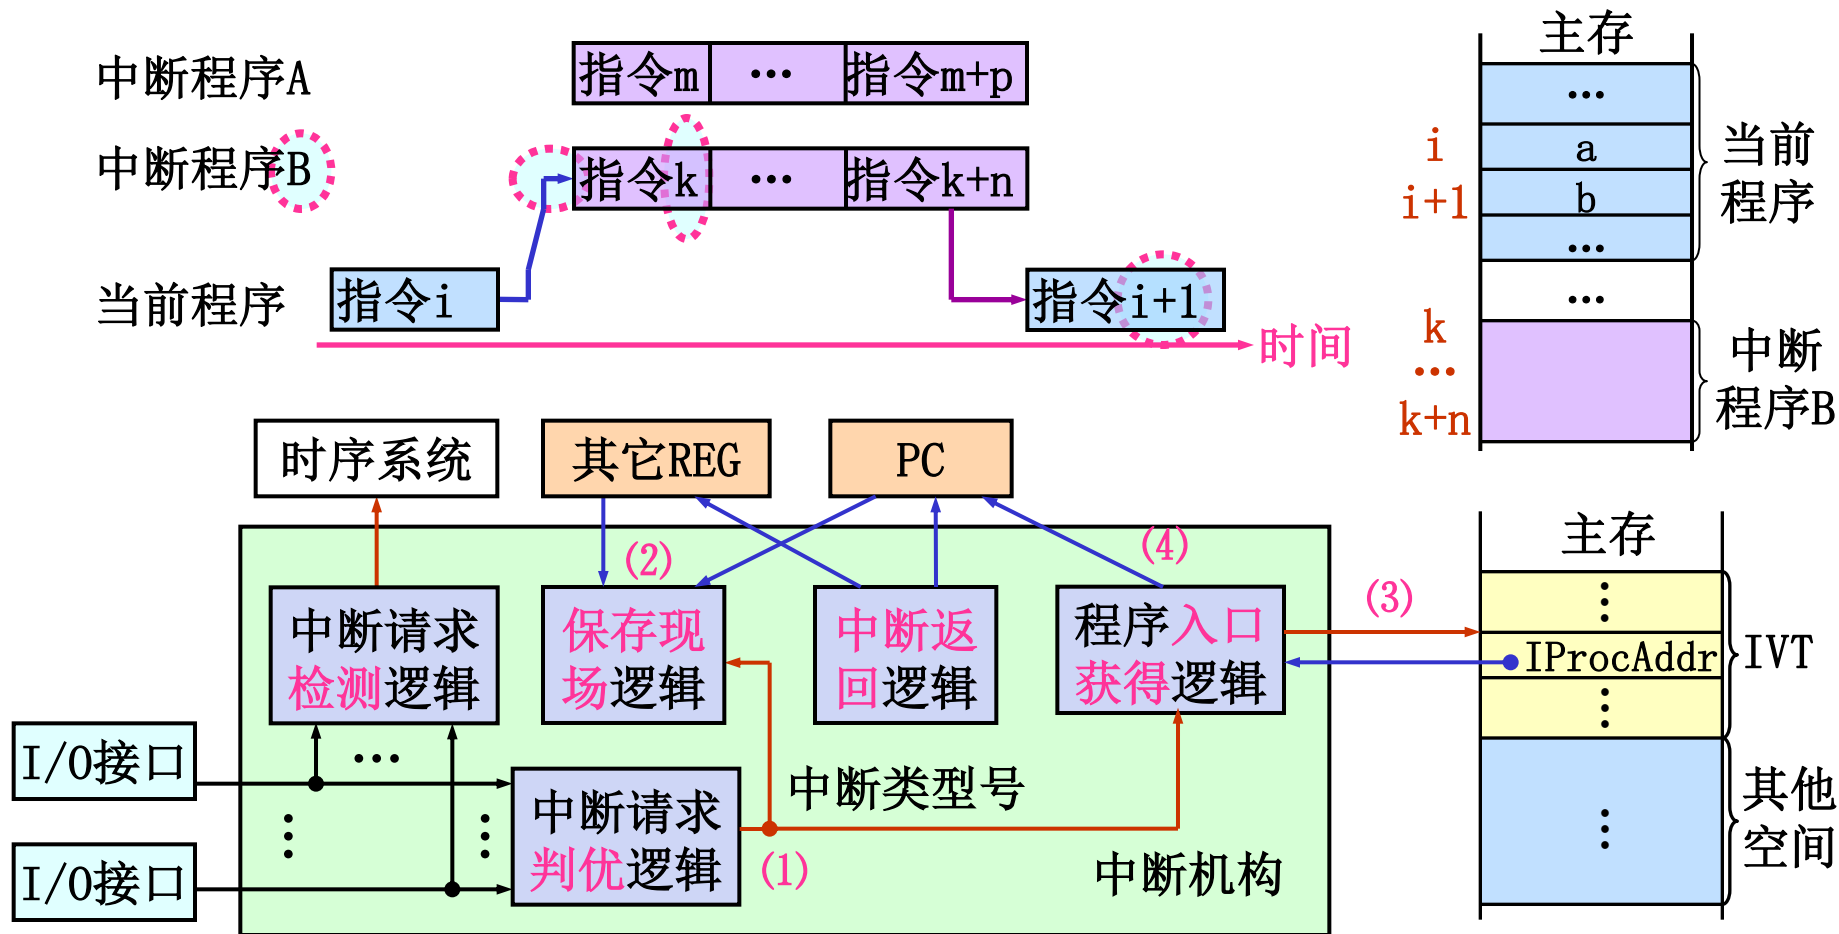 主存
中断程序A
指令m
…
指令m+p
…
中断程序B
指令k
…
指令k+n
i
a
当前
程序
i+1
b
…
当前程序
指令i
指令i+1
…
时间
k
…
k+n
中断
程序B
时序系统
其它REG
PC
主存
(2)
(4)
(3)
中断请求
检测逻辑
保存现
场逻辑
中断返
回逻辑
程序入口
获得逻辑
⋮
IProcAddr
⋮
IVT
I/O接口
…
中断请求
判优逻辑
中断类型号
(1)
⋮
⋮
I/O接口
中断机构
⋮
其他
空间